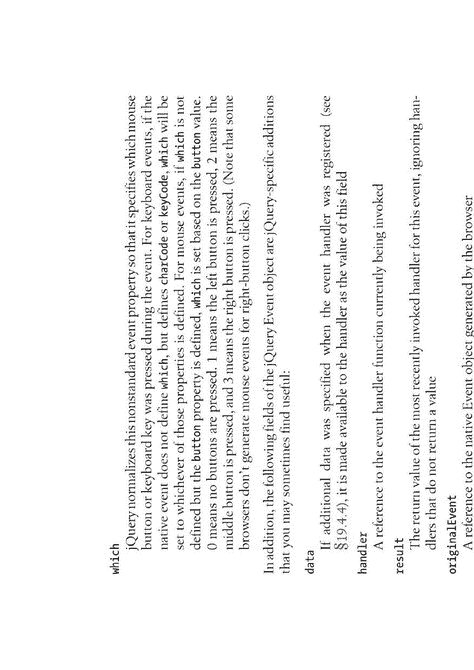 which
jQuery normalizes this nonstandard event property so that it specifies which mouse
button or keyboard key was pressed during the event. For keyboard events, if the
native event does not define which, but defines charCode or keyCode, which will be
set to whichever of those properties is defined. For mouse events, if which is not
defined but the button property is defined, which is set based on the button value.
0 means no buttons are pressed. 1 means the left button is pressed, 2 means the
middle button is pressed, and 3 means the right button is pressed. (Note that some
browsers don't generate mouse events for right-button clicks.)
In addition, the following fields of the jQuery Event object are jQuery-specific additions
that you may sometimes find useful:
data
If additional data was specified when the event handler was registered (see
§19.4.4), it is made available to the handler as the value of this field
handler
A reference to the event handler function currently being invoked
result
The return value of the most recently invoked handler for this event, ignoring han-
dlers that do not return a value
originalEvent
A reference to the native Event object generated by the browser